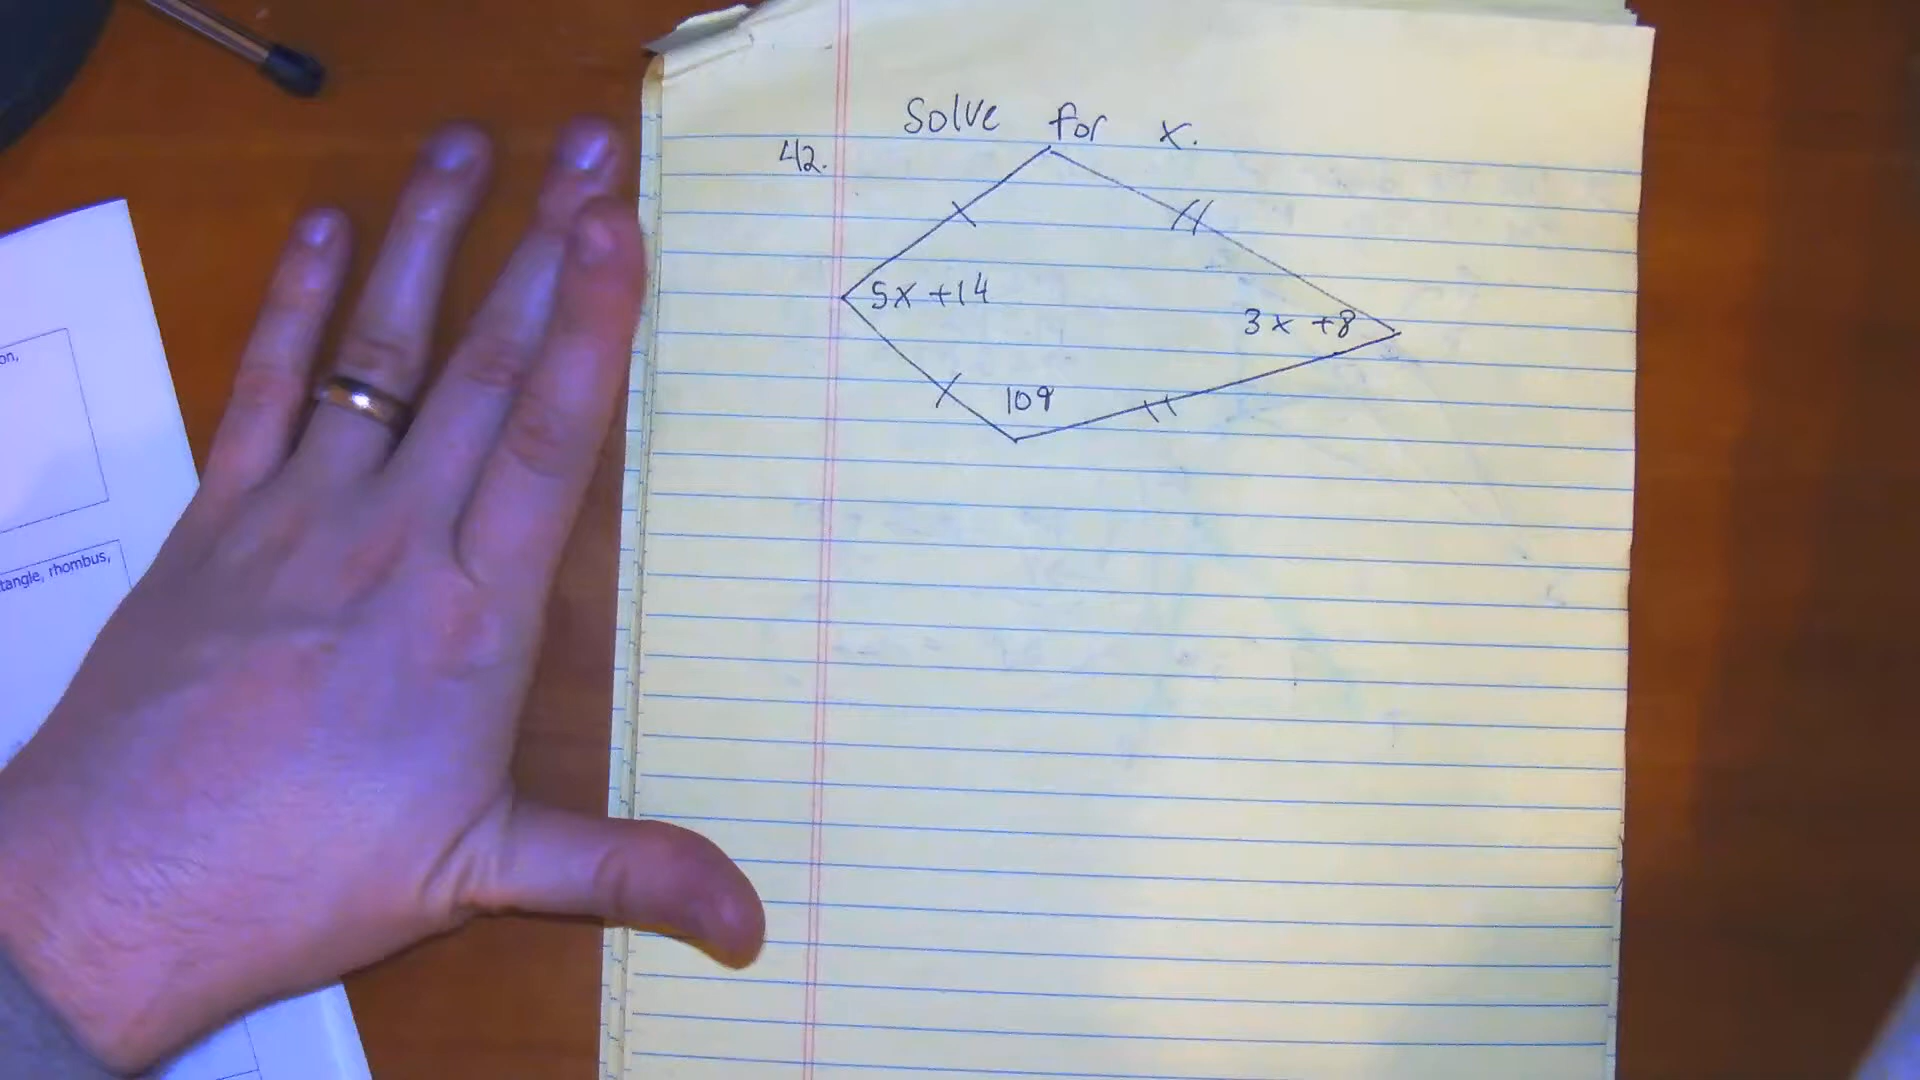 Solve for x.
42.
5x +14
3x +8
109
on,
tangle, rhombus,